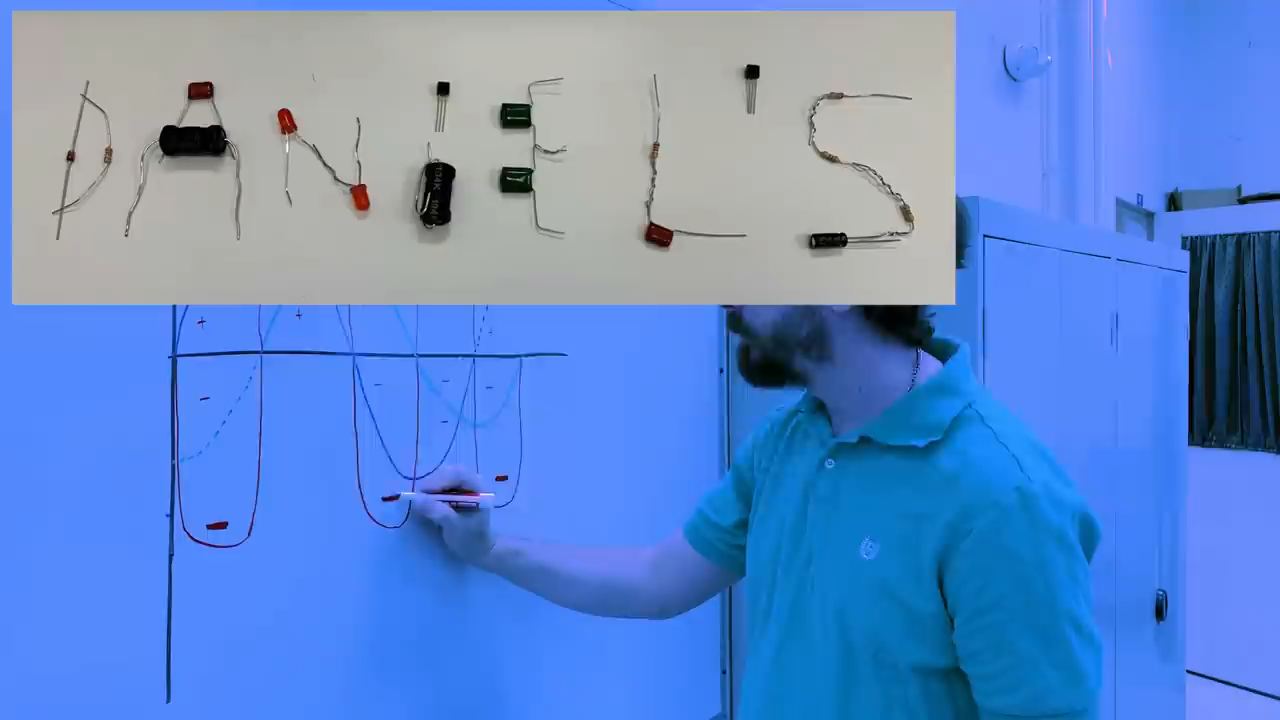 DANiEL'S
+ +
- - -
-
- - -